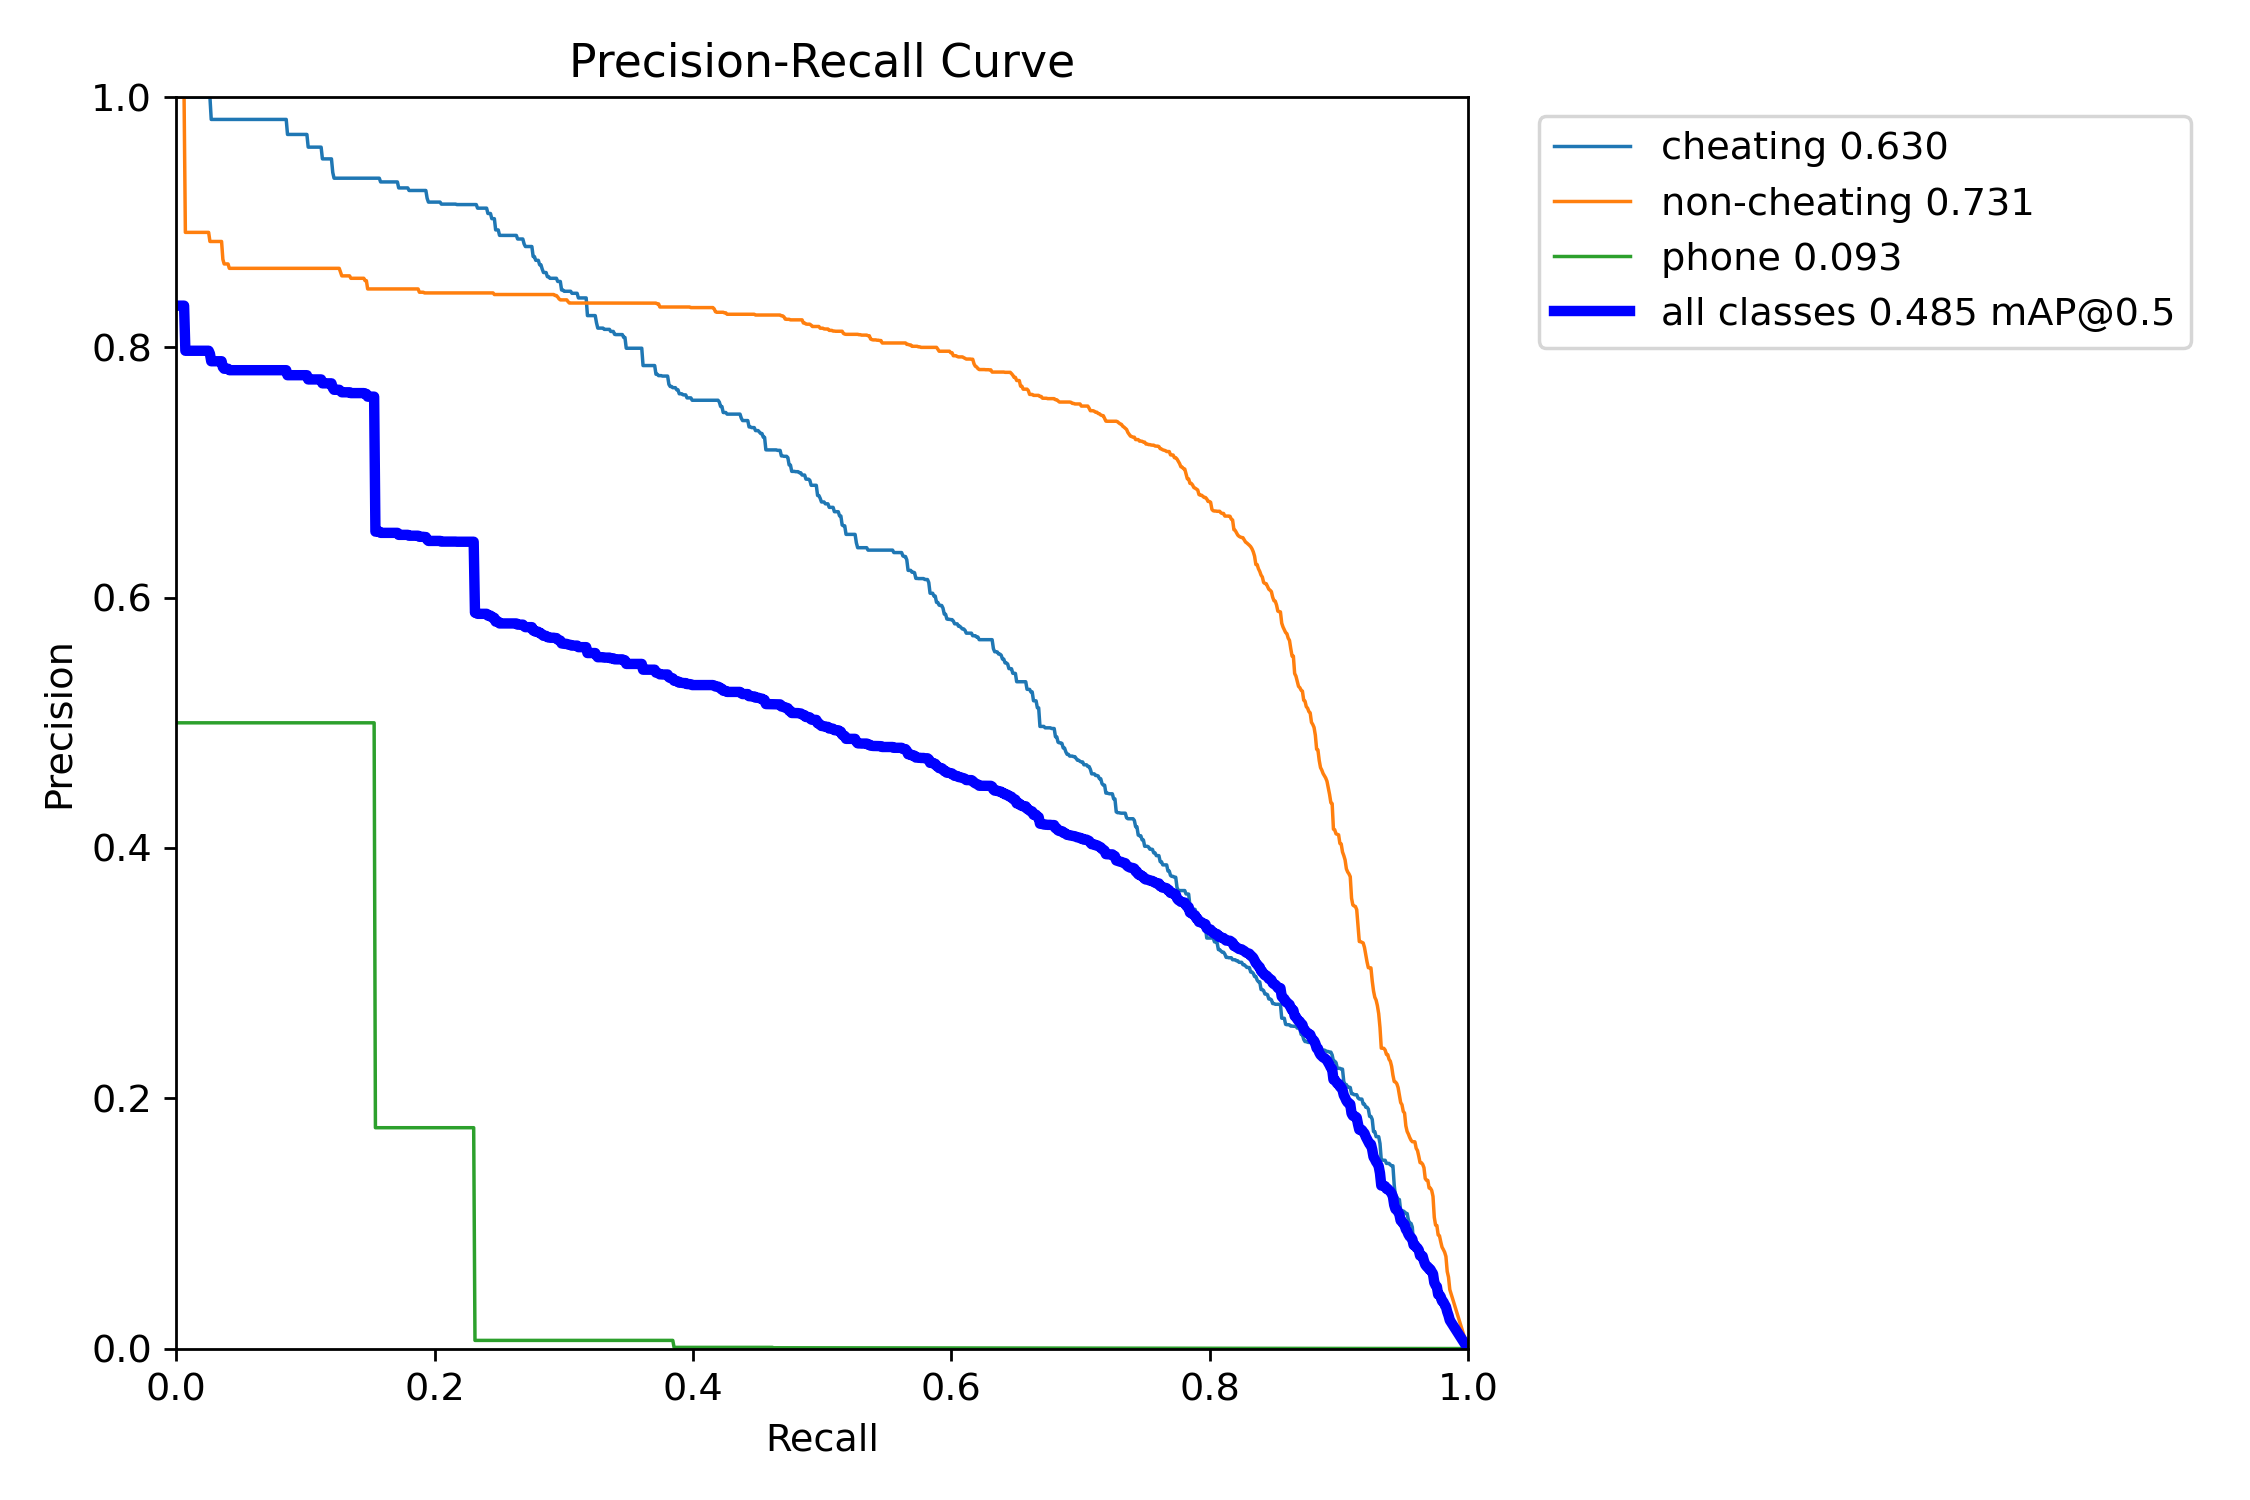 Precision-Recall Curve
1.0
0.8
0.6
0.4
0.2
0.0
Precision
0.0 0.2 0.4 0.6 0.8 1.0
Recall
cheating 0.630
non-cheating 0.731
phone 0.093
all classes 0.485 mAP@0.5